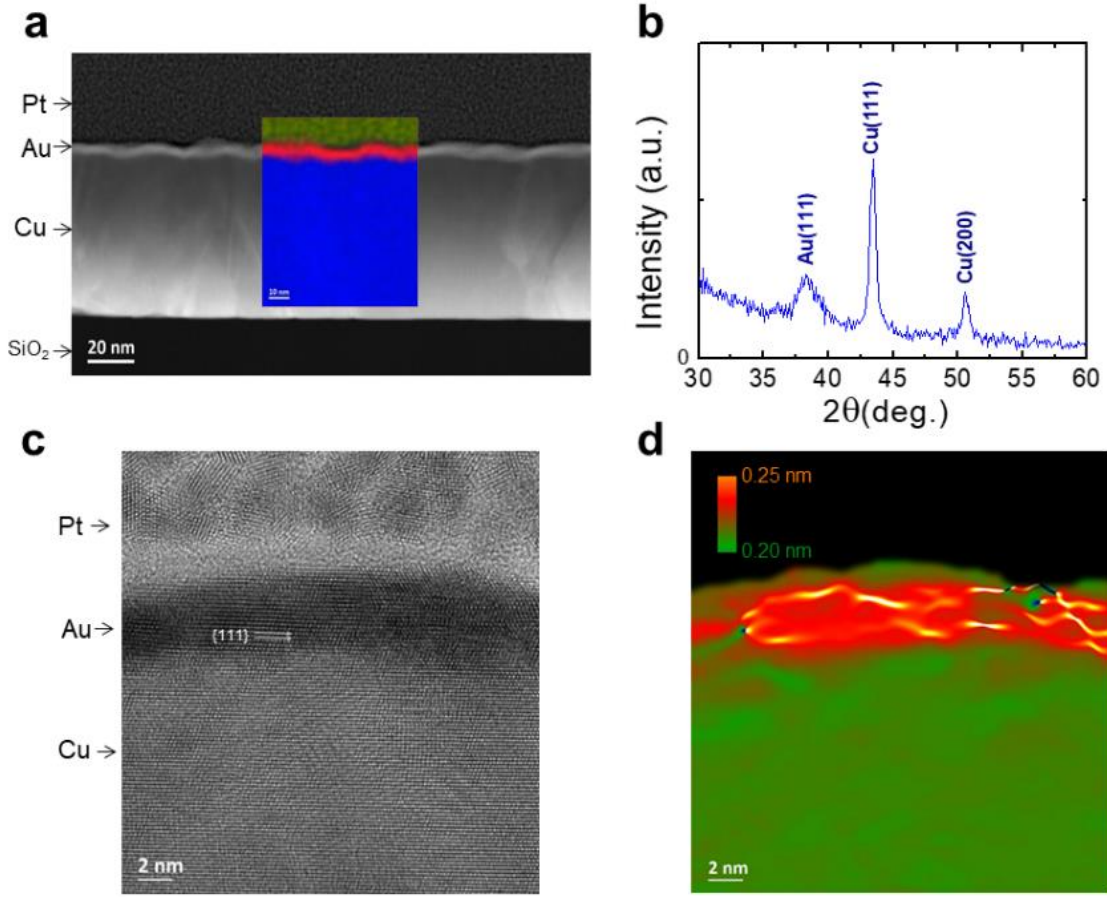 a
Pt
Au
Cu
SiO₂
20 nm
10 nm
b
Intensity (a.u.)
0
Au(111)
Cu(111)
Cu(200)
30 35 40 45 50 55 60
2θ(deg.)
c
Pt
Au
{111}
Cu
2 nm
d
0.25 nm
0.20 nm
2 nm